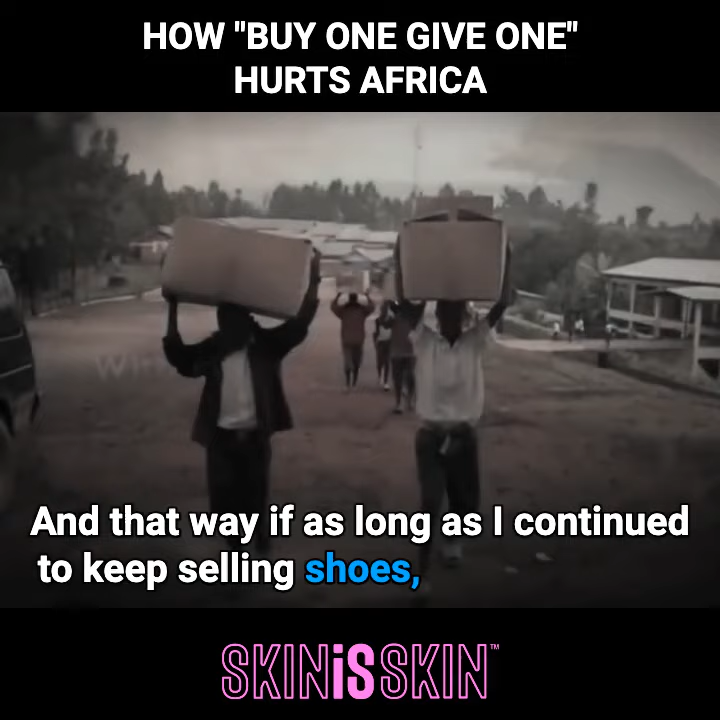 HOW "BUY ONE GIVE ONE"
HURTS AFRICA
And that way if as long as I continued
to keep selling shoes,
SKINiSSKIN™